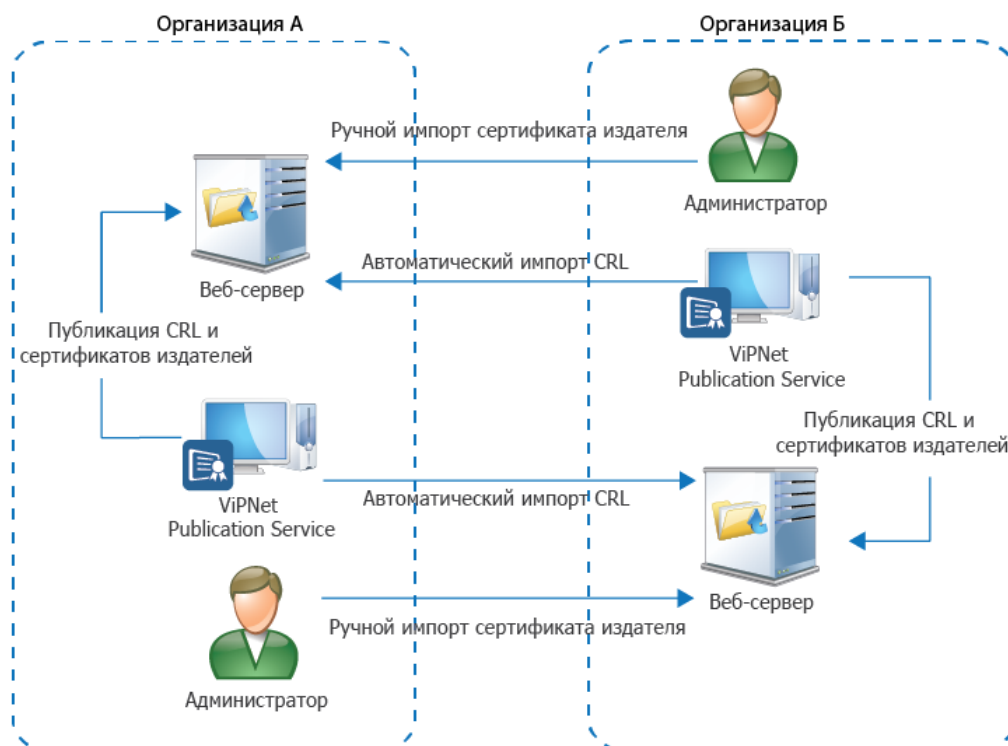 Организация А
Организация Б
Ручной импорт сертификата издателя
Администратор
Автоматический импорт CRL
Веб-сервер
Публикация CRL и
сертификатов издателей
ViPNet
Publication Service
Публикация CRL и
сертификатов издателей
ViPNet
Publication Service
Автоматический импорт CRL
Веб-сервер
Ручной импорт сертификата издателя
Администратор